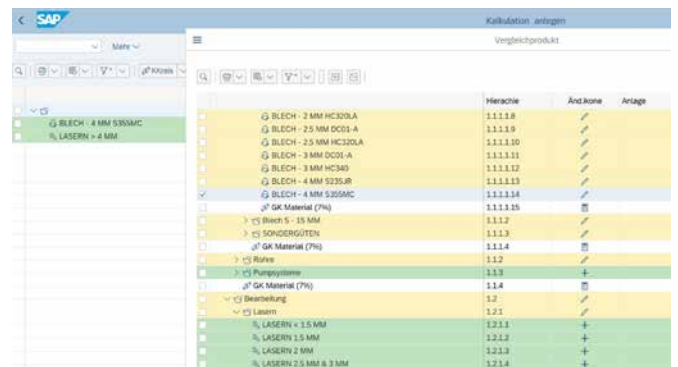 SAP
Kalkulation anlegen
Mehr
Vergleichprodukt
KKreis
Hierachie Änd.ikone Anlage
BLECH - 4 MM S355MC
LASERN > 4 MM
BLECH - 2 MM HC320LA 1.1.1.1.8
BLECH - 2.5 MM DC01-A 1.1.1.1.9
BLECH - 2.5 MM HC320LA 1.1.1.1.10
BLECH - 3 MM DC01-A 1.1.1.1.11
BLECH - 3 MM HC340 1.1.1.1.12
BLECH - 4 MM S235JR 1.1.1.1.13
BLECH - 4 MM S355MC 1.1.1.1.14
GK Material (7%) 1.1.1.1.15
Blech 5 - 15 MM 1.1.1.2
SONDERGÜTEN 1.1.1.3
GK Material (7%) 1.1.1.4
Rohre 1.1.2
Pumpsysteme 1.1.3
GK Material (7%) 1.1.4
Bearbeitung 1.2
Lasern 1.2.1
LASERN < 1.5 MM 1.2.1.1
LASERN 1.5 MM 1.2.1.2
LASERN 2 MM 1.2.1.3
LASERN 2.5 MM & 3 MM 1.2.1.4